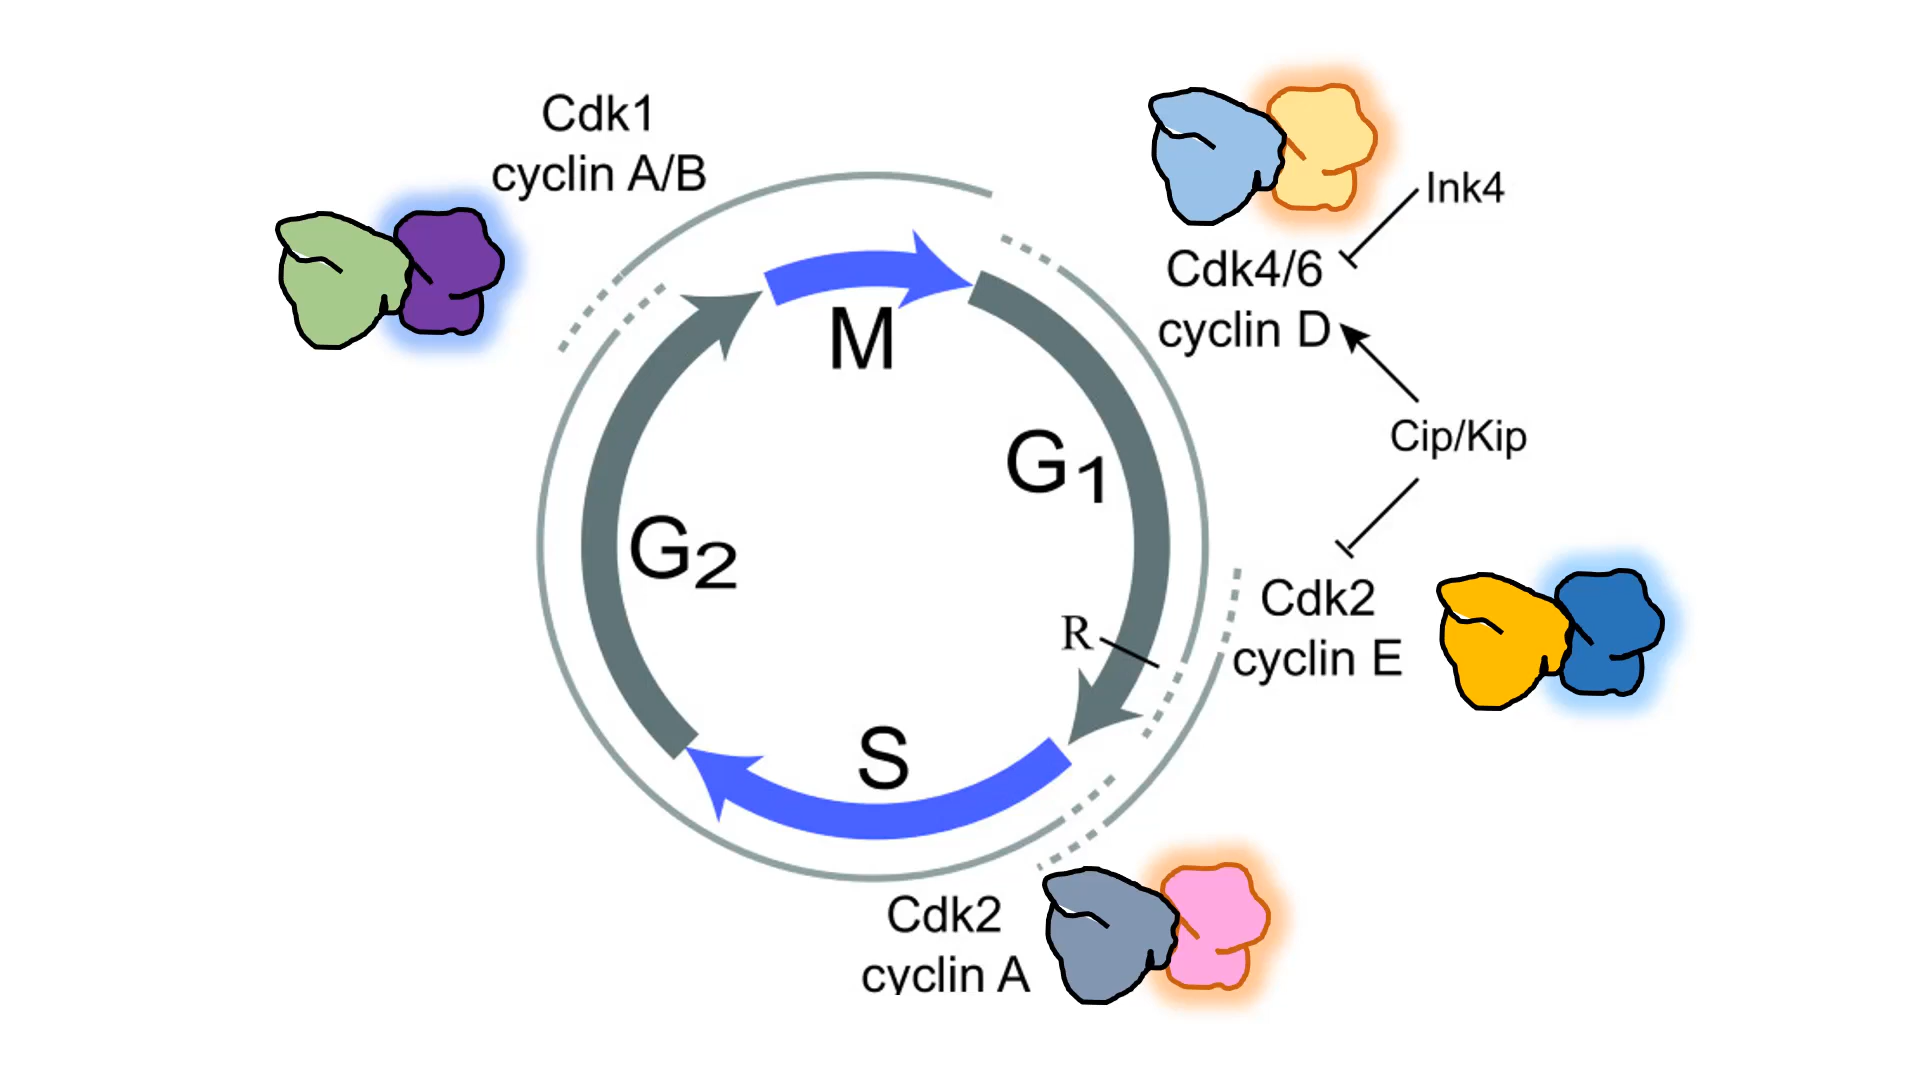 Cdk1
cyclin A/B
Ink4
Cdk4/6
cyclin D
M
Cip/Kip
G1
G2
Cdk2
cyclin E
R
S
Cdk2
cyclin A